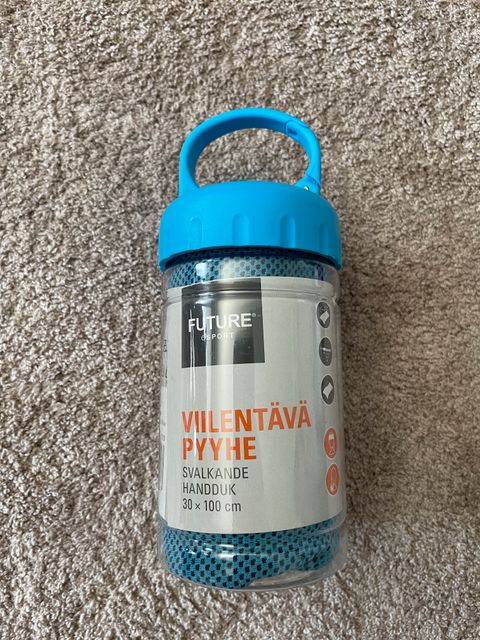 FUTURE®
SPORT
VIILENTÄVÄ
PYYHE
SVALKANDE
HANDDUK
30 × 100 cm